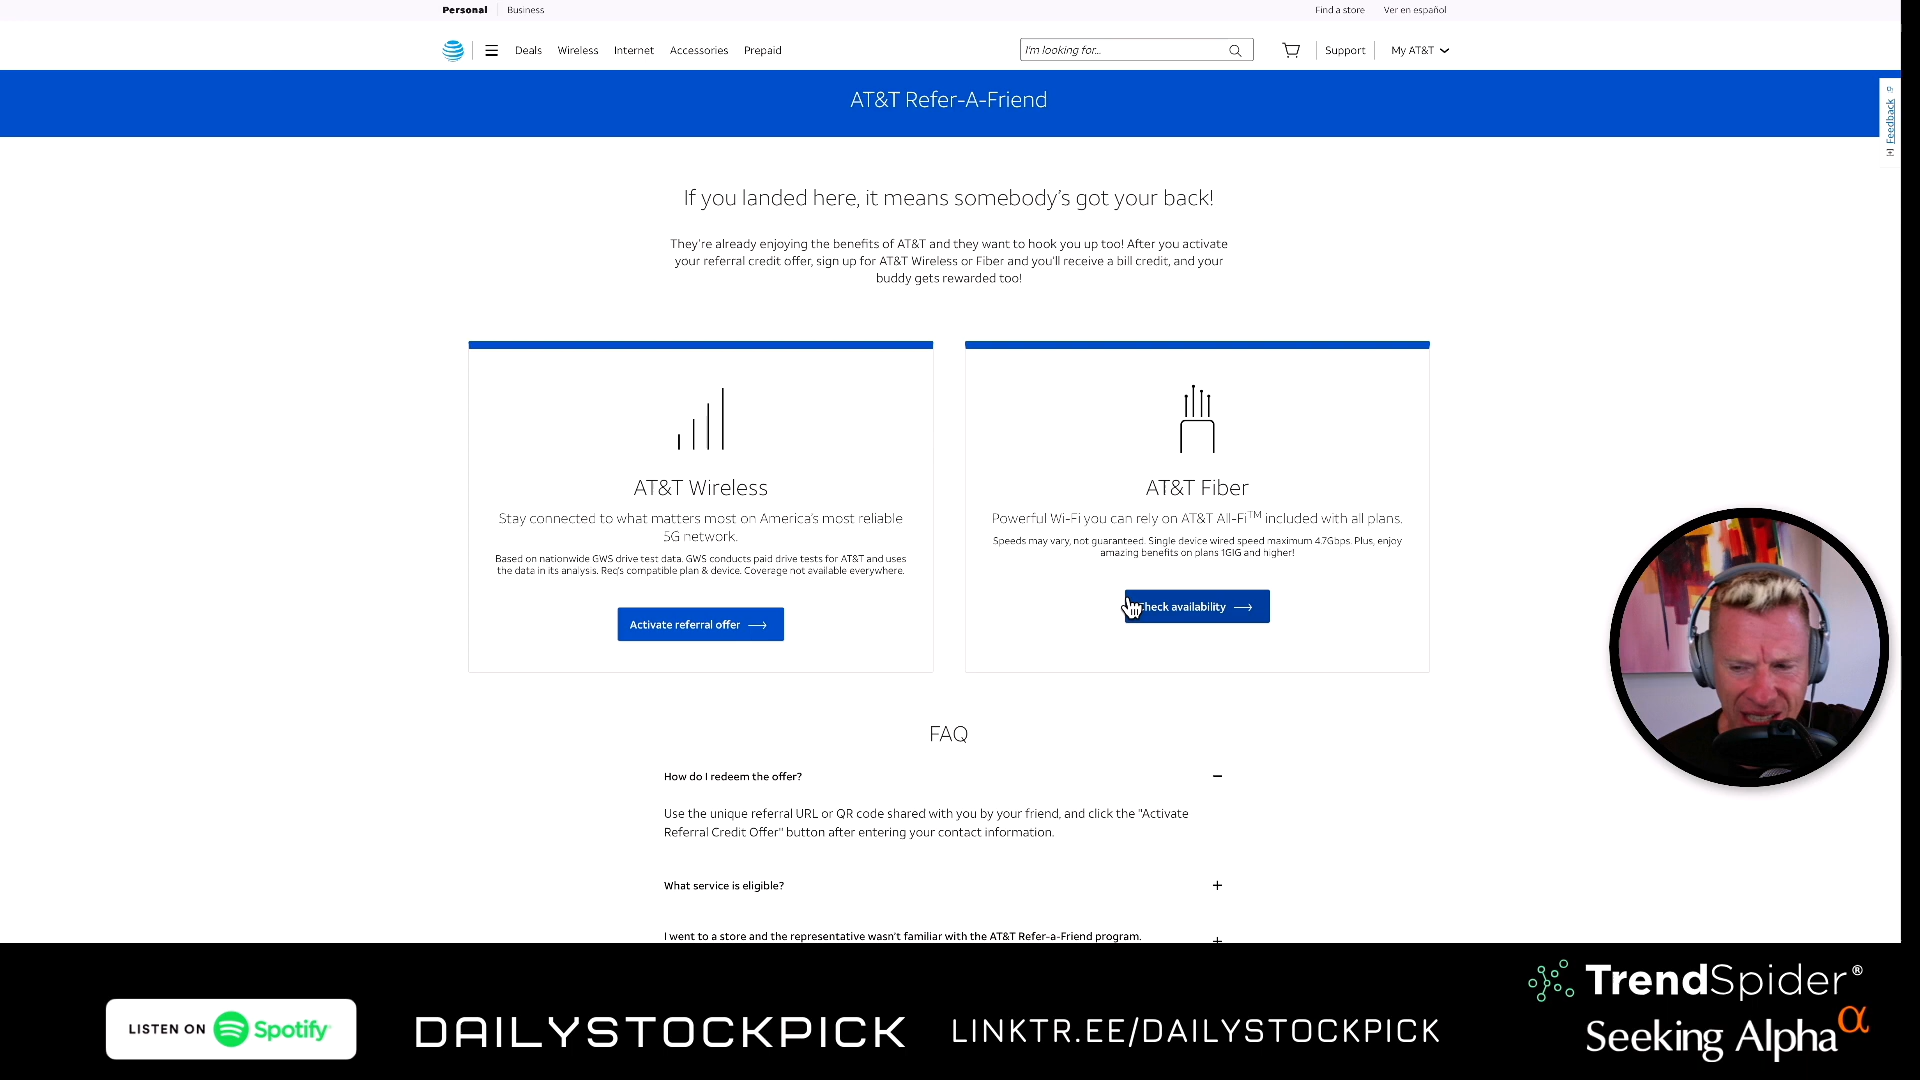 Personal
Business
Find a store
Ver en español
Deals
Wireless
Internet
Accessories
Prepaid
I'm looking for...
Support
My AT&T
AT&T Refer-A-Friend
Feedback
If you landed here, it means somebody's got your back!
They're already enjoying the benefits of AT&T and they want to hook you up too! After you activate
your referral credit offer, sign up for AT&T Wireless or Fiber and you'll receive a bill credit, and your
buddy gets rewarded too!
AT&T Wireless
Stay connected to what matters most on America's most reliable
5G network.
Based on nationwide GWS drive test data. GWS conducts paid drive tests for AT&T and uses
the data in its analysis. Req's compatible plan & device. Coverage not available everywhere.
Activate referral offer
AT&T Fiber
Powerful Wi-Fi you can rely on AT&T All-Fi™ included with all plans.
Speeds may vary, not guaranteed. Single device wired speed maximum 4.7Gbps. Plus, enjoy
amazing benefits on plans 1GIG and higher!
Check availability
FAQ
How do I redeem the offer?
Use the unique referral URL or QR code shared with you by your friend, and click the "Activate
Referral Credit Offer" button after entering your contact information.
What service is eligible?
I went to a store and the representative wasn't familiar with the AT&T Refer-a-Friend program.
LISTEN ON Spotify
DAILYSTOCKPICK
LINKTR.EE/DAILYSTOCKPICK
TrendSpider®
Seeking Alpha α